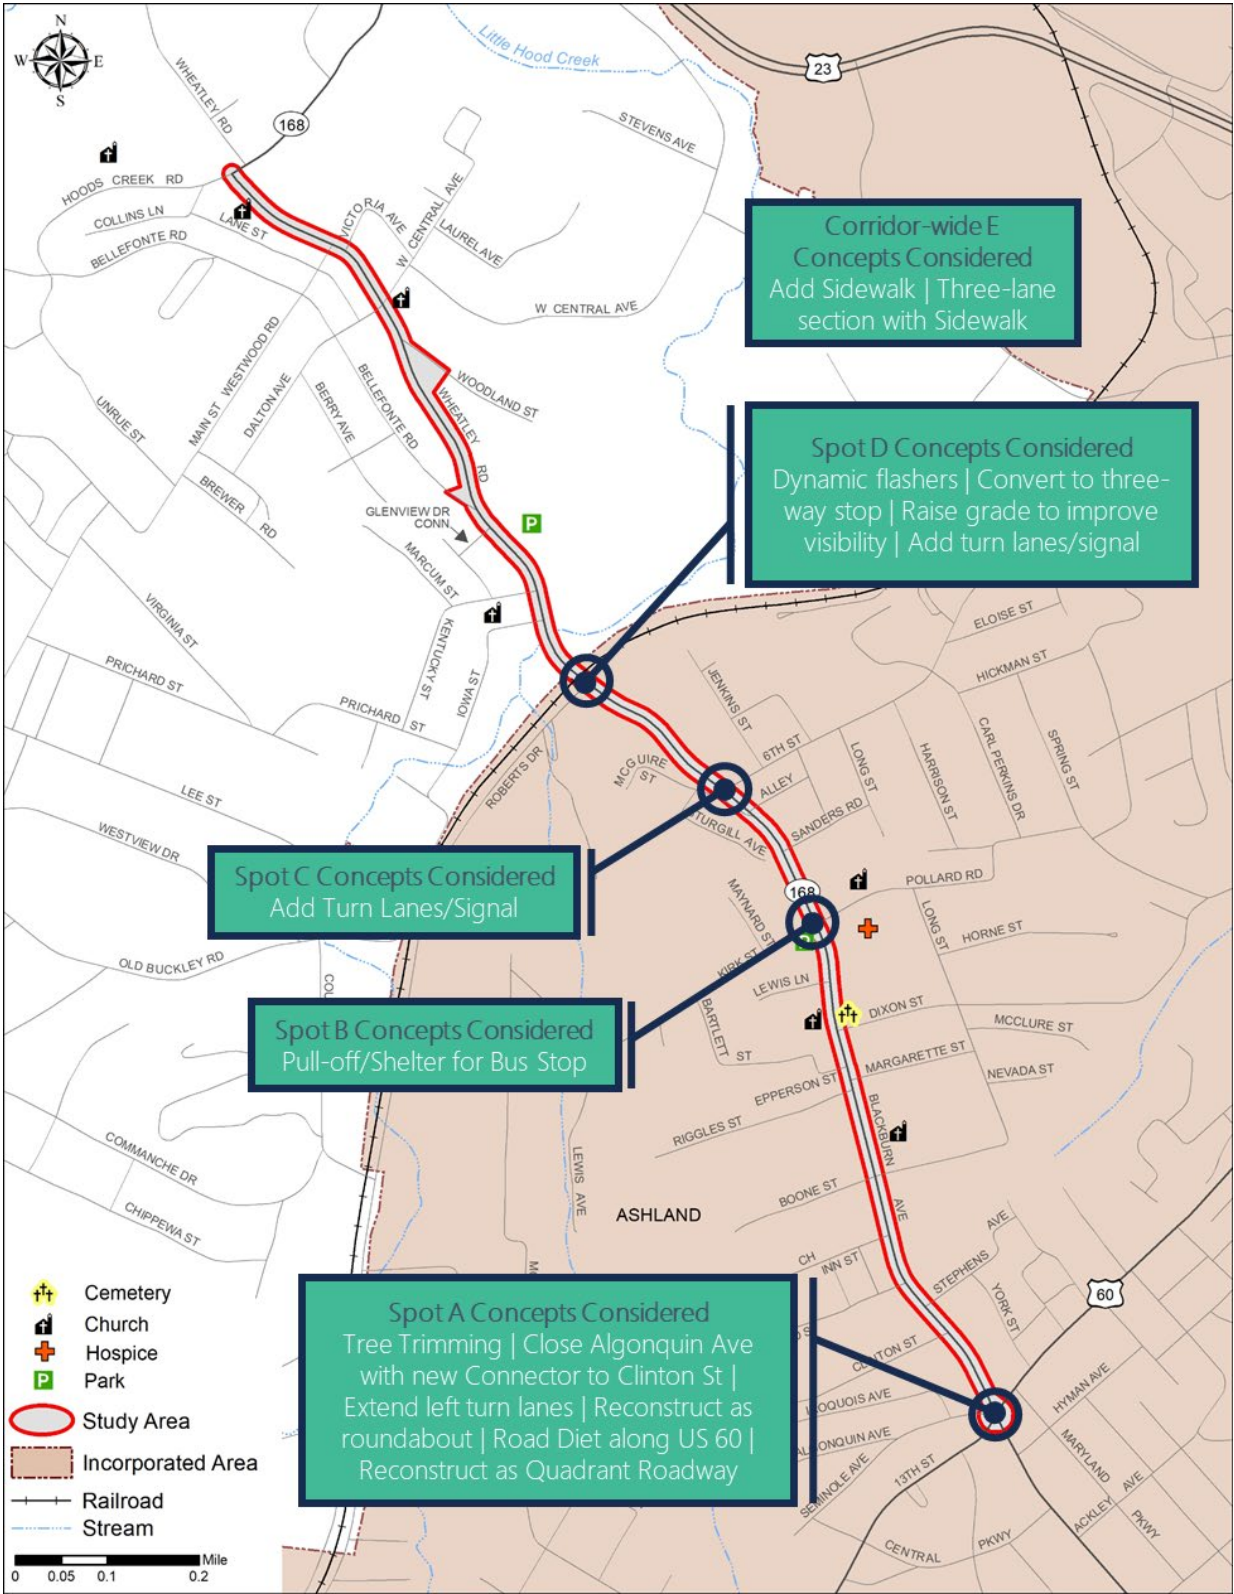 N
W E
S
Little Hood Creek
23
WHEATLEY RD
168
STEVENS AVE
HOODS CREEK RD
COLLINS LN
BELLEFONTE RD
LANE ST
VICTORIA AVE
W CENTRAL AVE
LAUREL AVE
W CENTRAL AVE
Corridor-wide E
Concepts Considered
Add Sidewalk | Three-lane
section with Sidewalk
UNRUE ST
MAIN ST
WESTWOOD RD
DALTON AVE
BERRY AVE
BELLEFONTE RD
WOODLAND ST
WHEATLEY RD
BREWER RD
GLENVIEW DR
CONN
P
MARCUM ST
Spot D Concepts Considered
Dynamic flashers | Convert to three-
way stop | Raise grade to improve
visibility | Add turn lanes/signal
VIRGINIA ST
PRICHARD ST
KENTUCKY ST
IOWA ST
PRICHARD ST
ELOISE ST
HICKMAN ST
JENKINS ST
6TH ST
MCGUIRE
ST
ALLEY
LONG ST
HARRISON ST
CARL PERKINS DR
SPRING ST
ROBERTS DR
LEE ST
WESTVIEW DR
TURGILL AVE
SANDERS RD
Spot C Concepts Considered
Add Turn Lanes/Signal
168
POLLARD RD
MAYNARD ST
LONG ST
HORNE ST
OLD BUCKLEY RD
COU
KIRK ST
LEWIS LN
DIXON ST
MCCLURE ST
Spot B Concepts Considered
Pull-off/Shelter for Bus Stop
BARTLETT ST
MARGARETTE ST
NEVADA ST
EPPERSON ST
RIGGLES ST
BLACKBURN AVE
COMMANCHE DR
CHIPPEWA ST
LEWIS AVE
BOONE ST
ASHLAND
CH
INN ST
STEPHENS AVE
YORK ST
60
Spot A Concepts Considered
Tree Trimming | Close Algonquin Ave
with new Connector to Clinton St |
Extend left turn lanes | Reconstruct as
roundabout | Road Diet along US 60 |
Reconstruct as Quadrant Roadway
CLINTON ST
OQUOIS AVE
ALGONQUIN AVE
SEMINOLE AVE
13TH ST
HYMAN AVE
MARYLAND
PKWY
ACKLEY AVE
CENTRAL PKWY
Cemetery
Church
Hospice
P Park
Study Area
Incorporated Area
Railroad
Stream
Mile
0 0.05 0.1 0.2